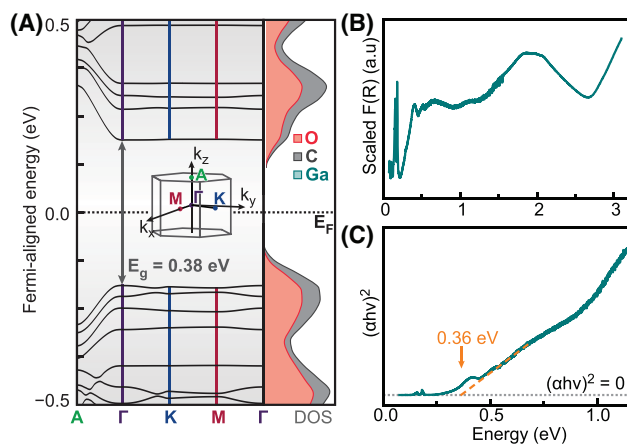 (A)
Fermi-aligned energy (eV)
0.5
0.0
−0.5
k_z
A
Γ
M
K
k_y
k_x
E_g = 0.38 eV
E_F
O
C
Ga
A Γ K M Γ DOS
(B)
Scaled F(R) (a.u)
0 1 2 3
(C)
(αhv)²
0.36 eV
(αhv)² = 0
0.0 0.5 1.0
Energy (eV)